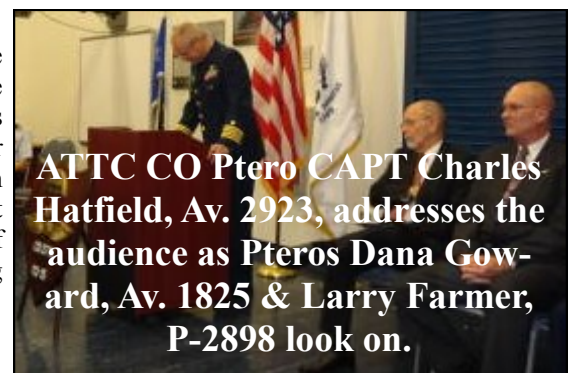 ATTC CO Ptero CAPT Charles
Hatfield, Av. 2923, addresses the
audience as Pteros Dana Gow-
ard, Av. 1825 & Larry Farmer,
P-2898 look on.